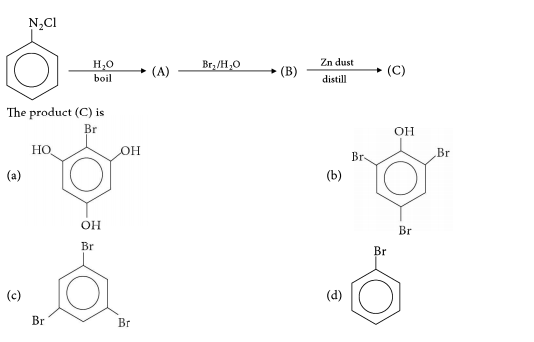 N₂Cl
H₂O
boil
(A)
Br₂/H₂O
(B)
Zn dust
distill
(C)
The product (C) is
(a)
Br
HO
OH
OH
(b)
OH
Br
Br
Br
(c)
Br
Br
Br
(d)
Br